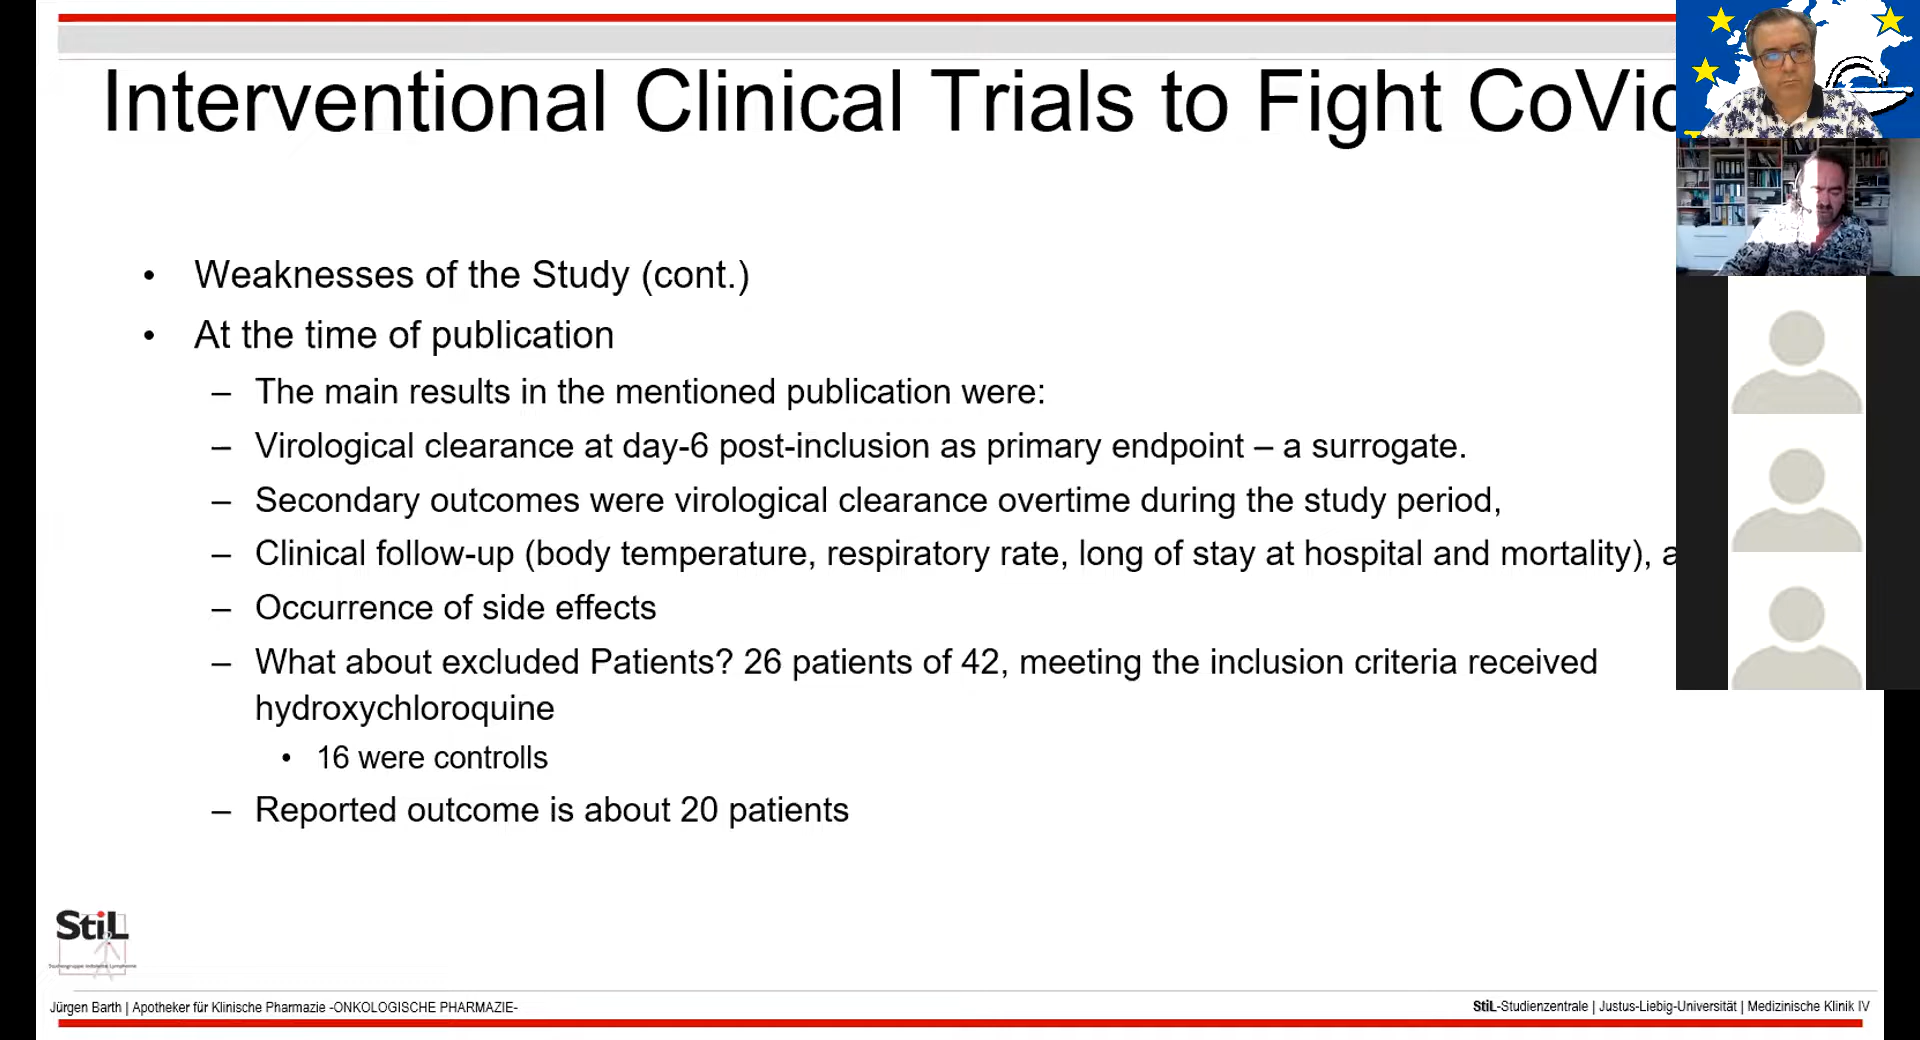 Interventional Clinical Trials to Fight CoVid
• Weaknesses of the Study (cont.)
• At the time of publication
– The main results in the mentioned publication were:
– Virological clearance at day-6 post-inclusion as primary endpoint – a surrogate.
– Secondary outcomes were virological clearance overtime during the study period,
– Clinical follow-up (body temperature, respiratory rate, long of stay at hospital and mortality),
– Occurrence of side effects
– What about excluded Patients? 26 patients of 42, meeting the inclusion criteria received
hydroxychloroquine
• 16 were controlls
– Reported outcome is about 20 patients
StiL
Jürgen Barth | Apotheker für Klinische Pharmazie -ONKOLOGISCHE PHARMAZIE-
StiL-Studienzentrale | Justus-Liebig-Universität | Medizinische Klinik IV